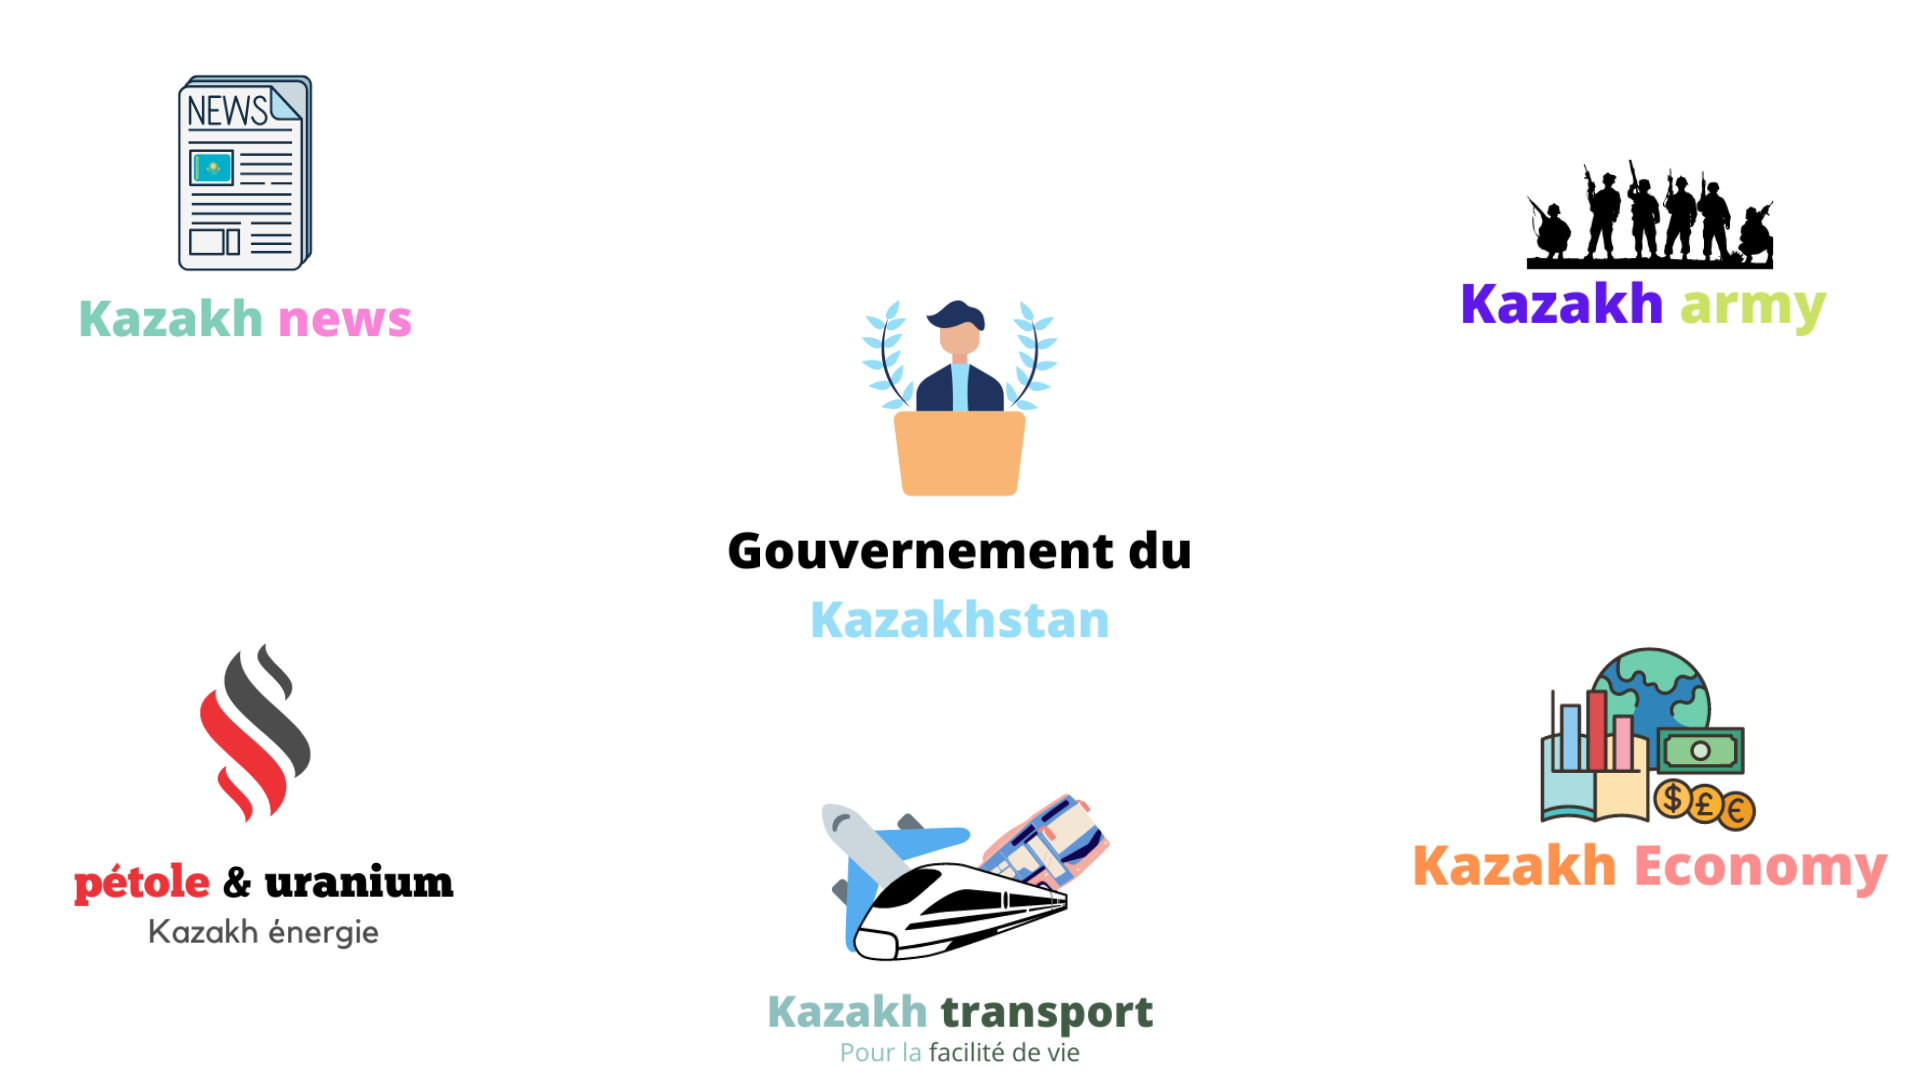 NEWS
Kazakh news
Kazakh army
Gouvernement du
Kazakhstan
pétole & uranium
Kazakh énergie
$ £ €
Kazakh Economy
Kazakh transport
Pour la facilité de vie